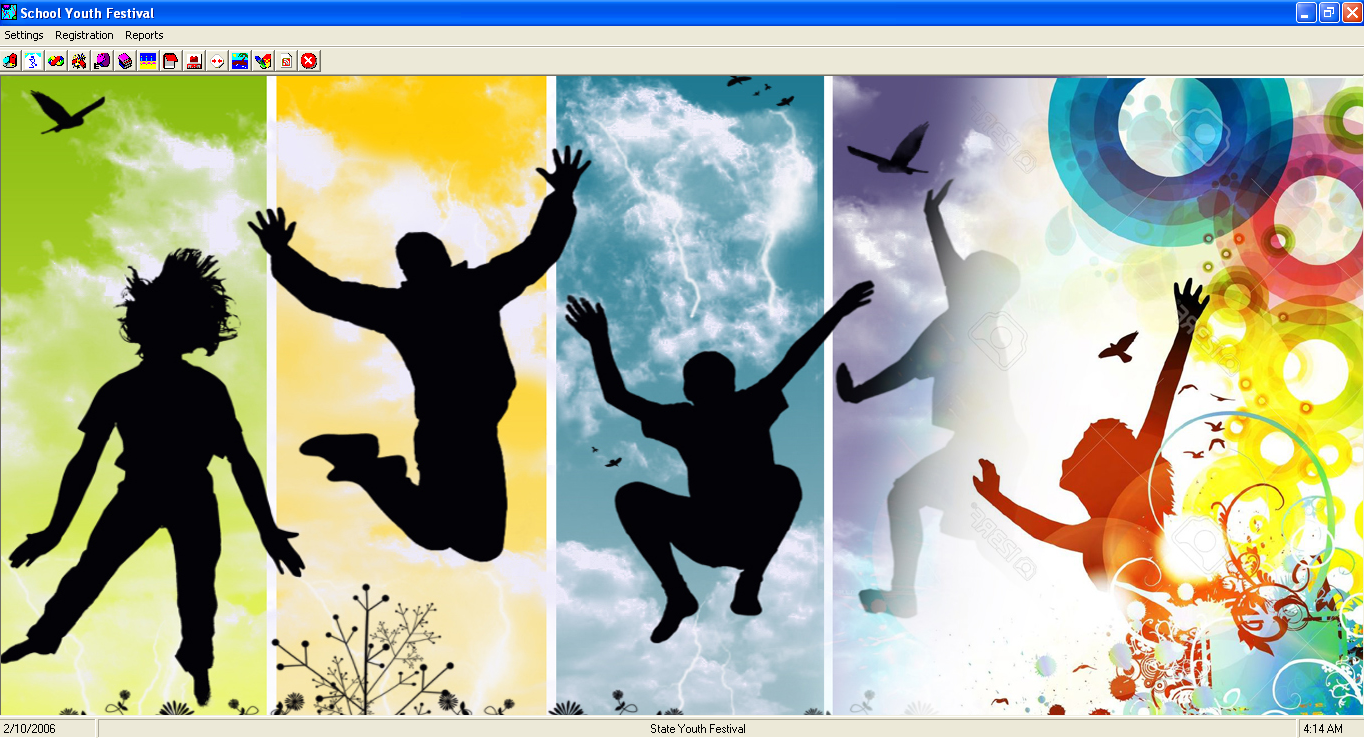 School Youth Festival
Settings Registration Reports
2/10/2006 State Youth Festival 4:14 AM